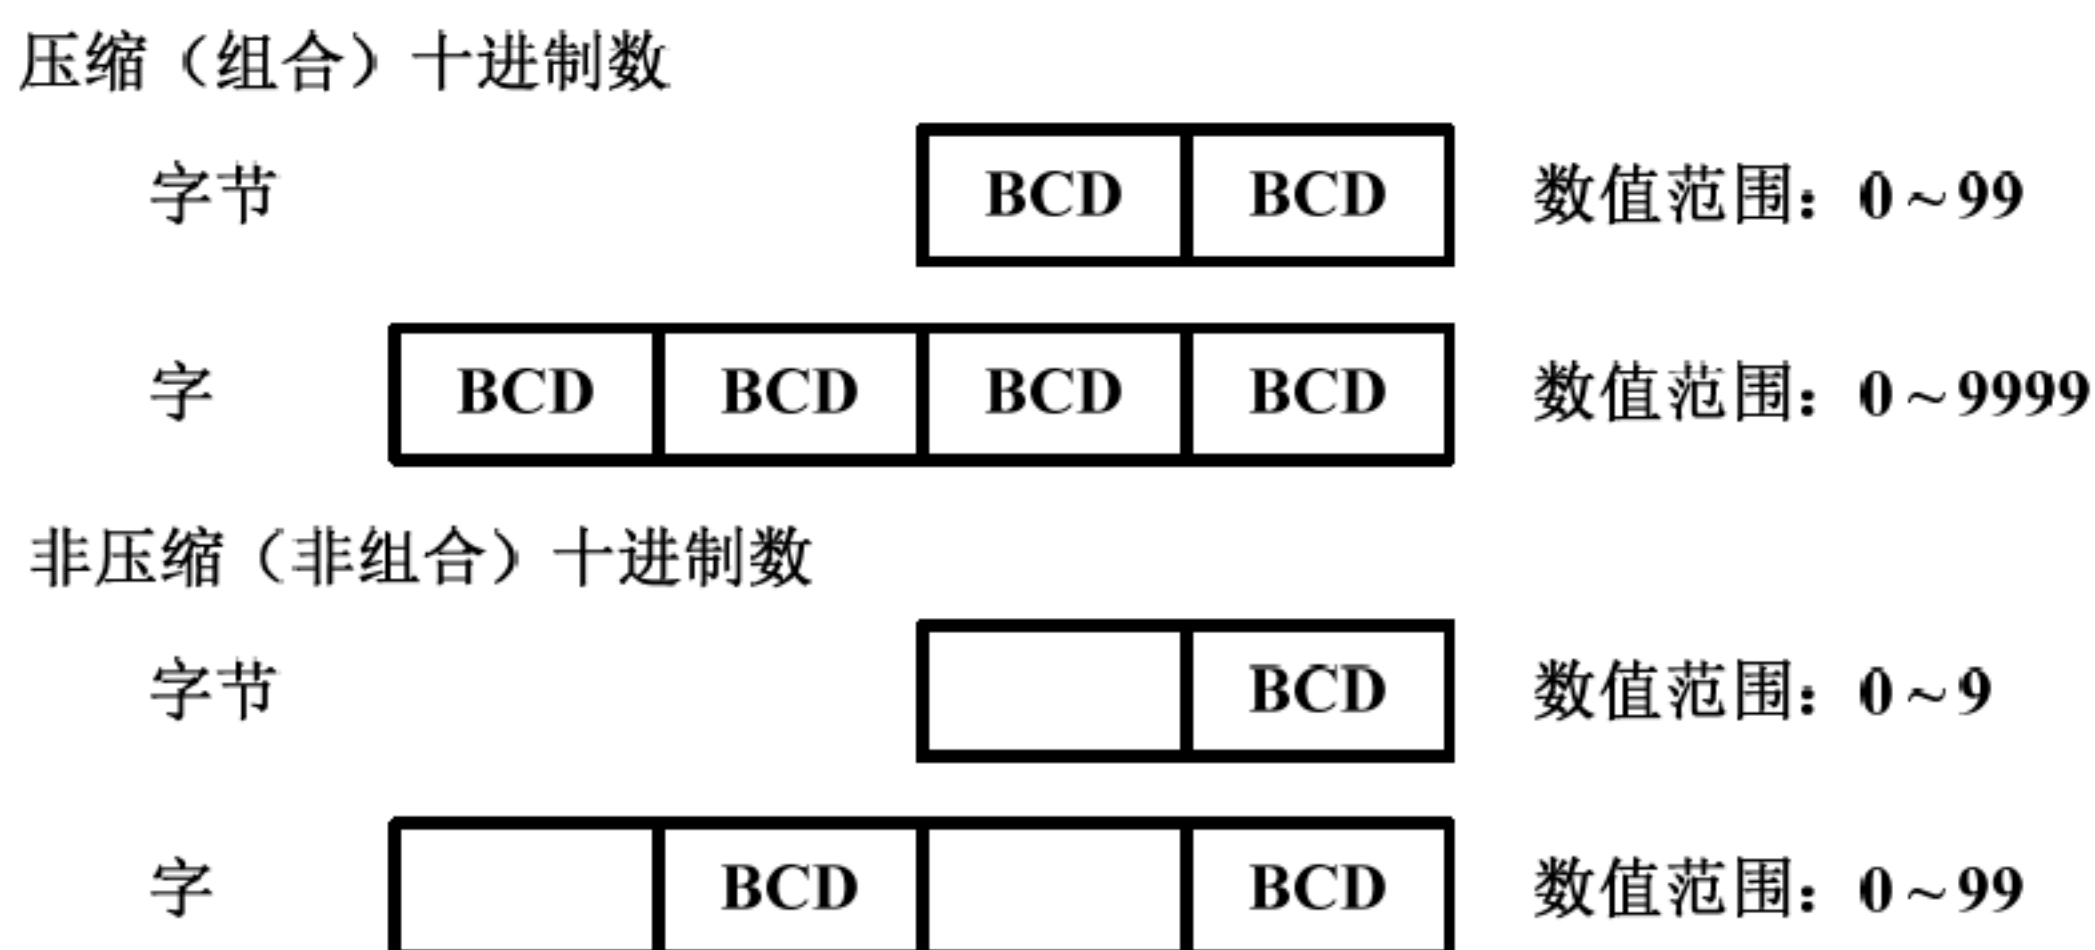 压缩（组合）十进制数
字节 BCD BCD 数值范围：0~99
字 BCD BCD BCD BCD 数值范围：0~9999
非压缩（非组合）十进制数
字节 BCD 数值范围：0~9
字 BCD BCD 数值范围：0~99